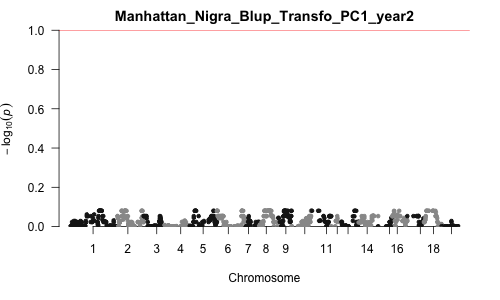 Manhattan_Nigra_Blup_Transfo_PC1_year2
1.0
0.8
0.6
0.4
0.2
0.0
− log10(p)
1 2 3 4 5 6 7 8 9 11 14 16 18
Chromosome